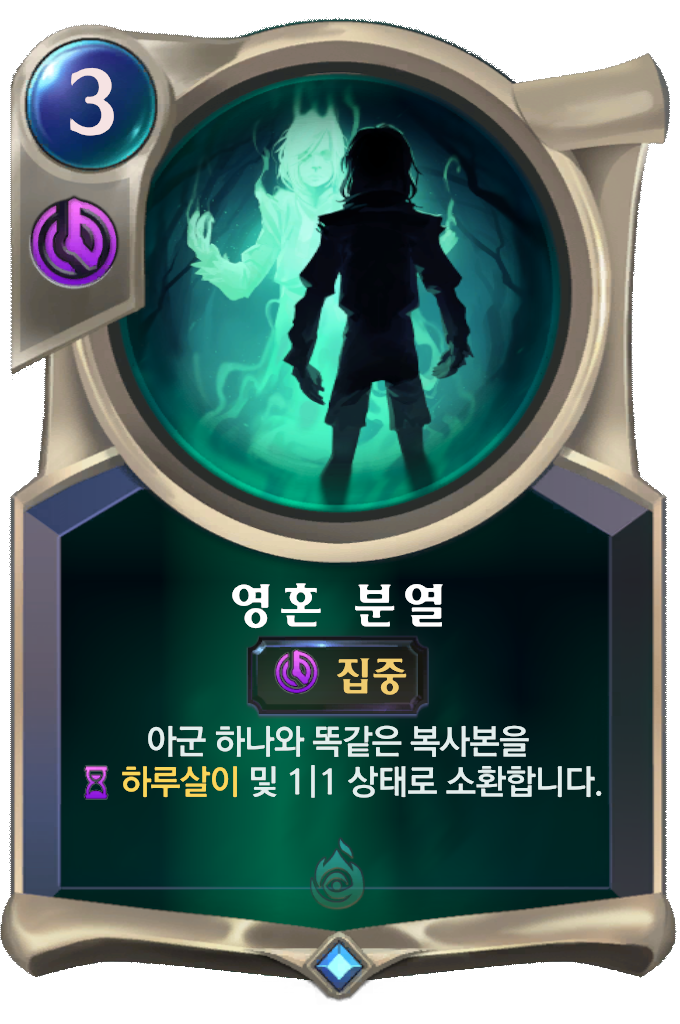 3
영혼 분열
집중
아군 하나와 똑같은 복사본을
하루살이 및 1|1 상태로 소환합니다.